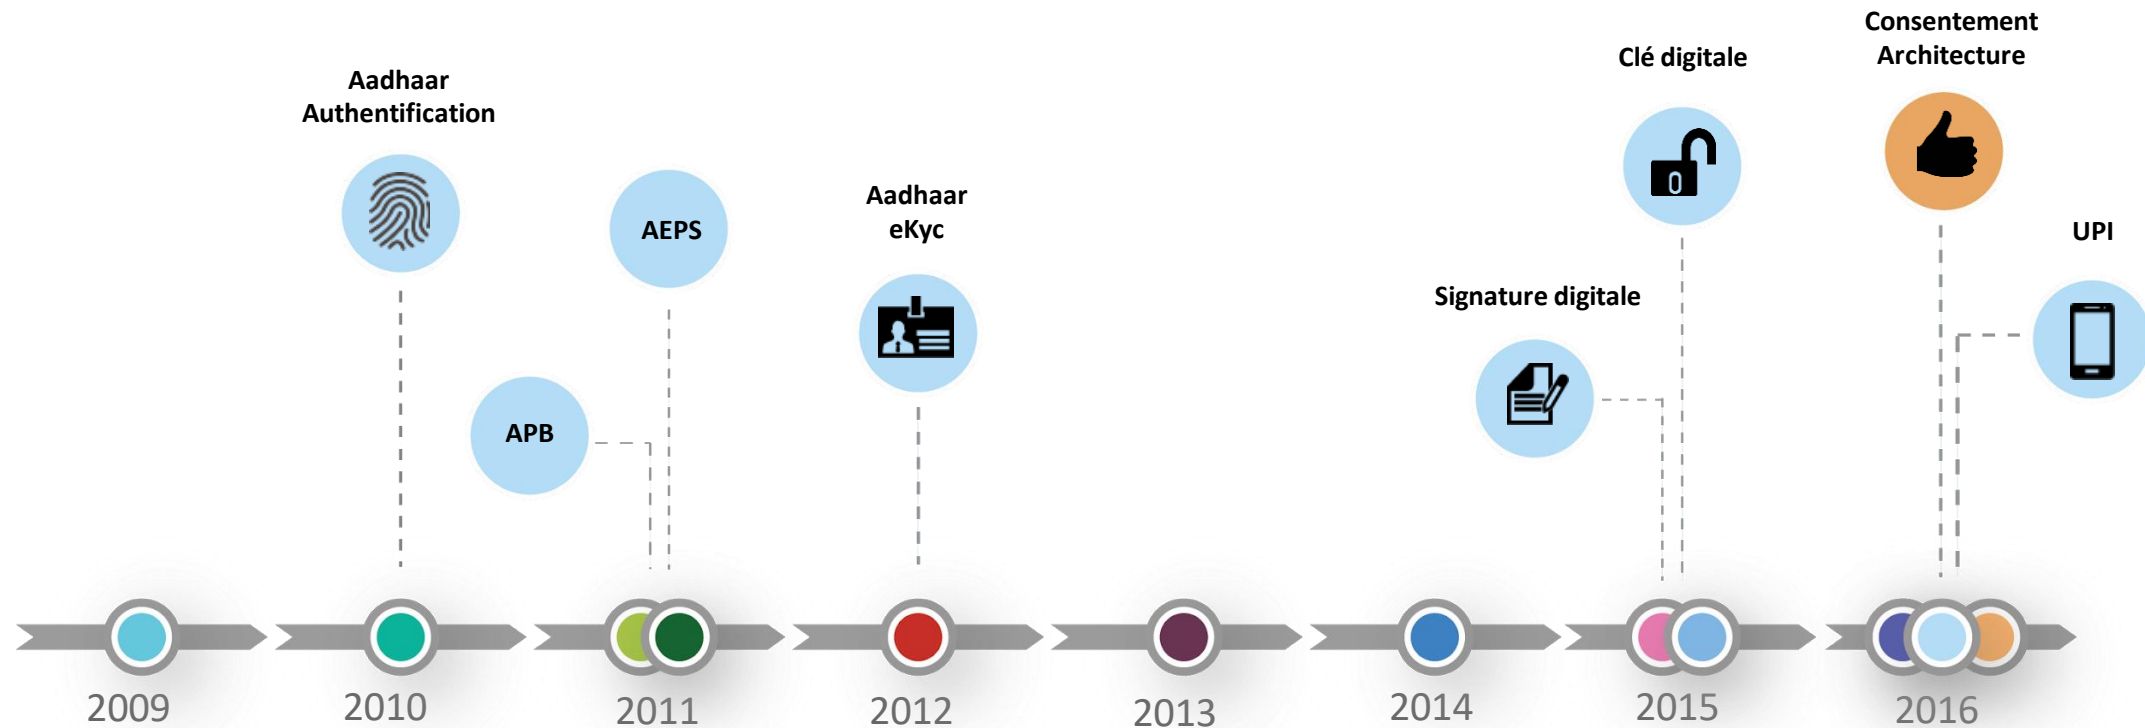 Aadhaar
Authentification
APB
AEPS
Aadhaar
eKyc
Signature digitale
Clé digitale
Consentement
Architecture
UPI
2009
2010
2011
2012
2013
2014
2015
2016